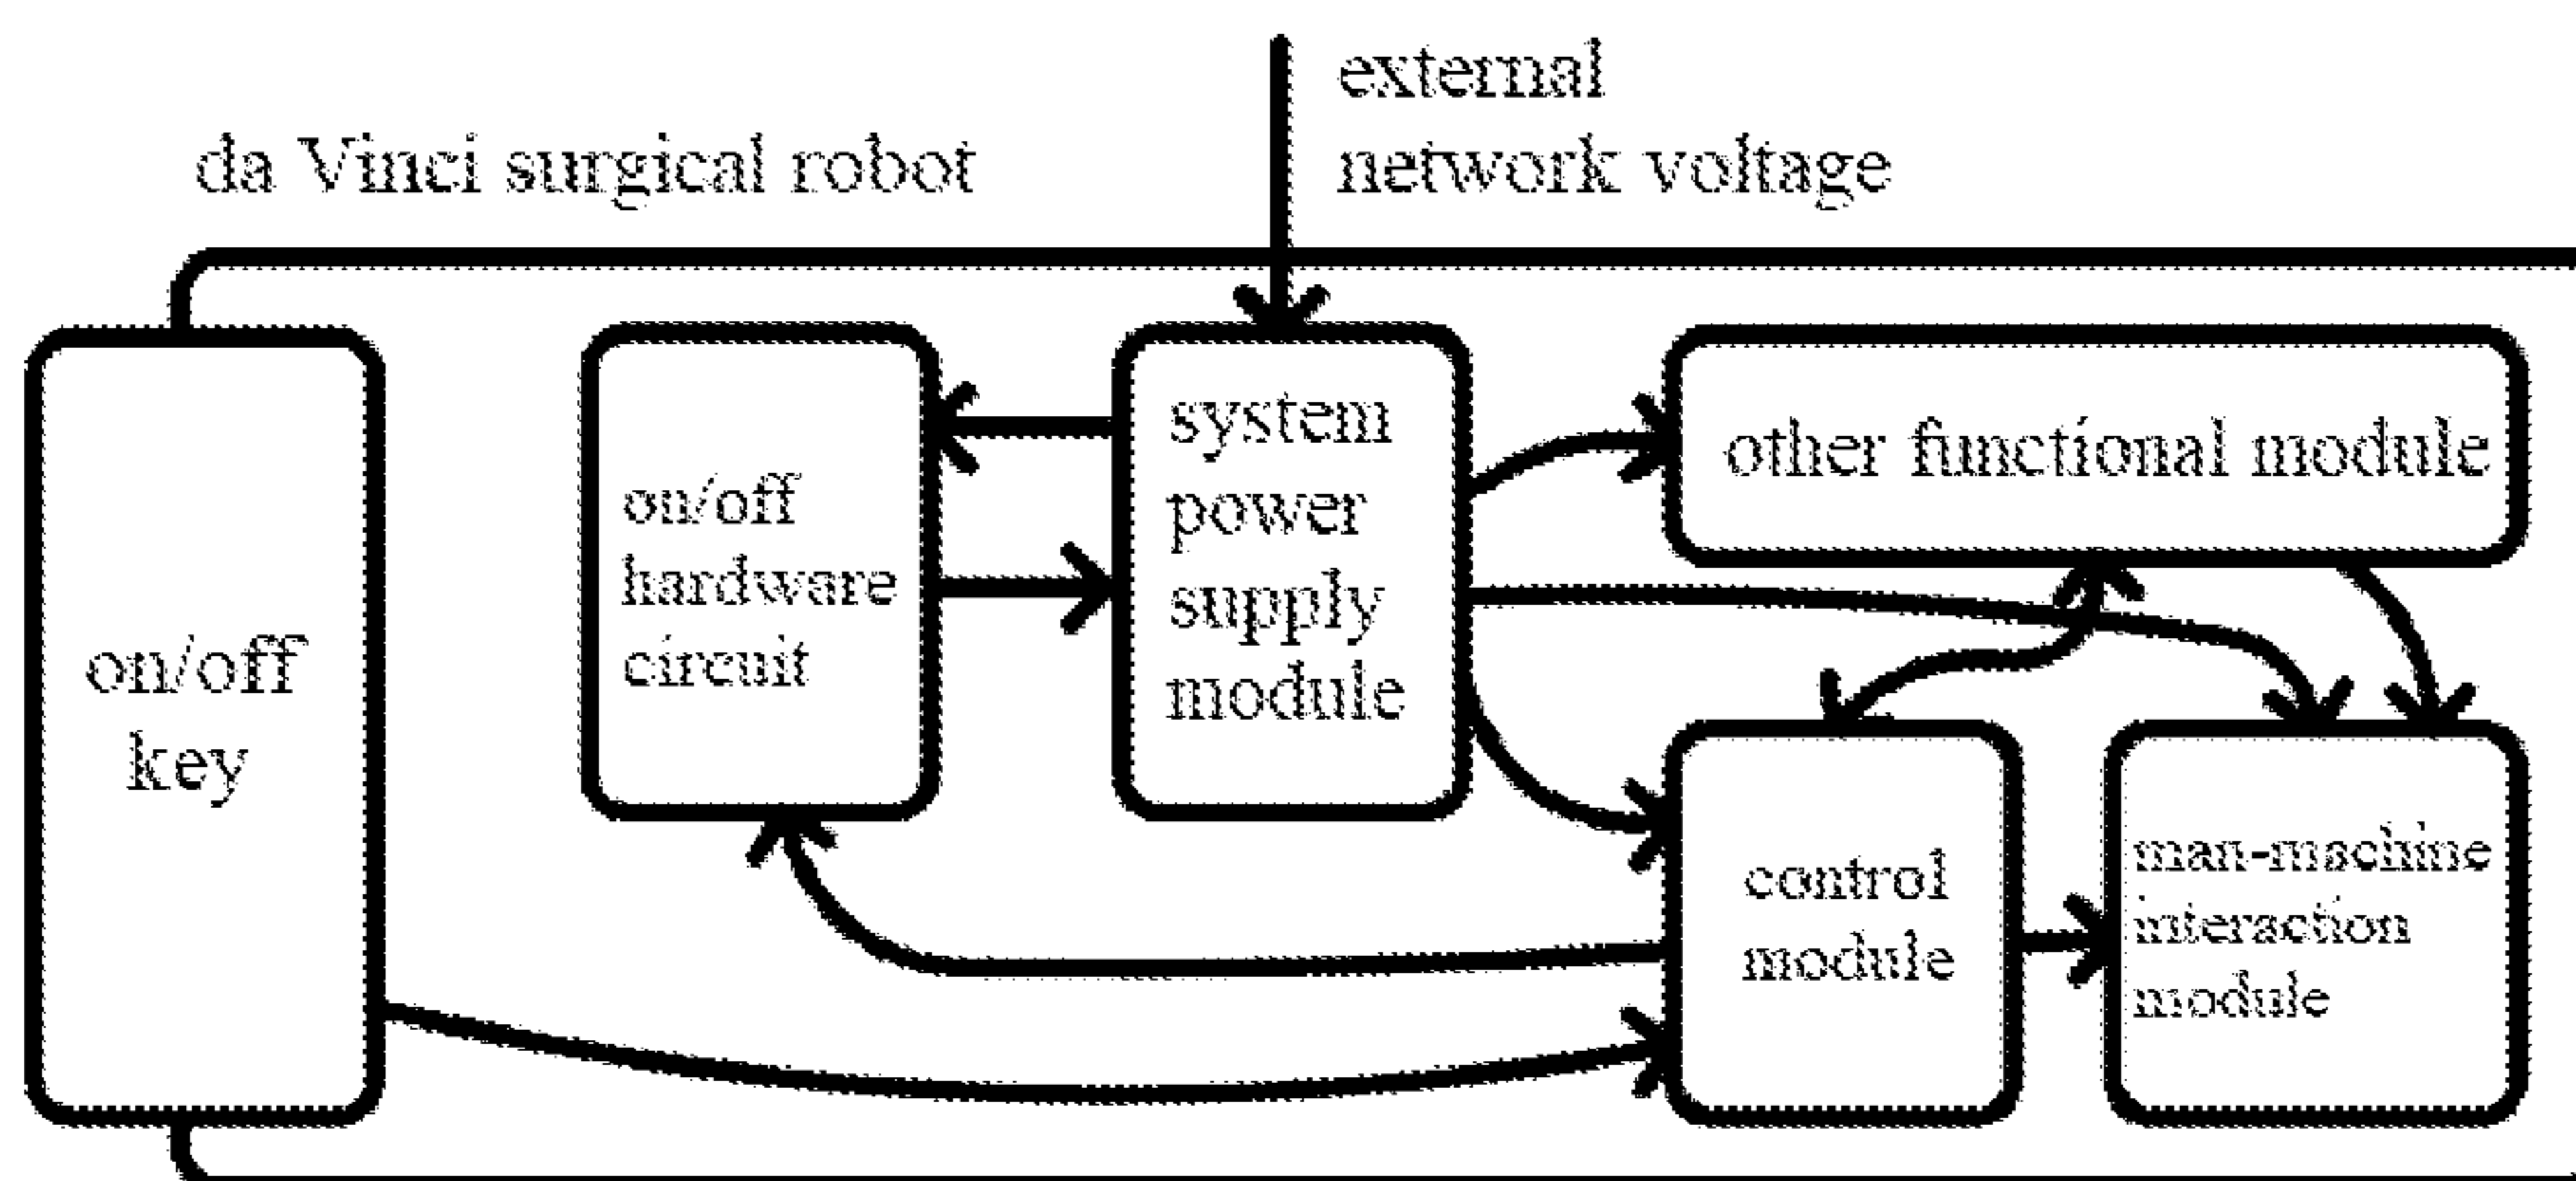 external
da Vinci surgical robot
network voltage
system
power
supply
module
other functional module
on/off
hardware
circuit
on/off
key
control
module
man-machine
interaction
module